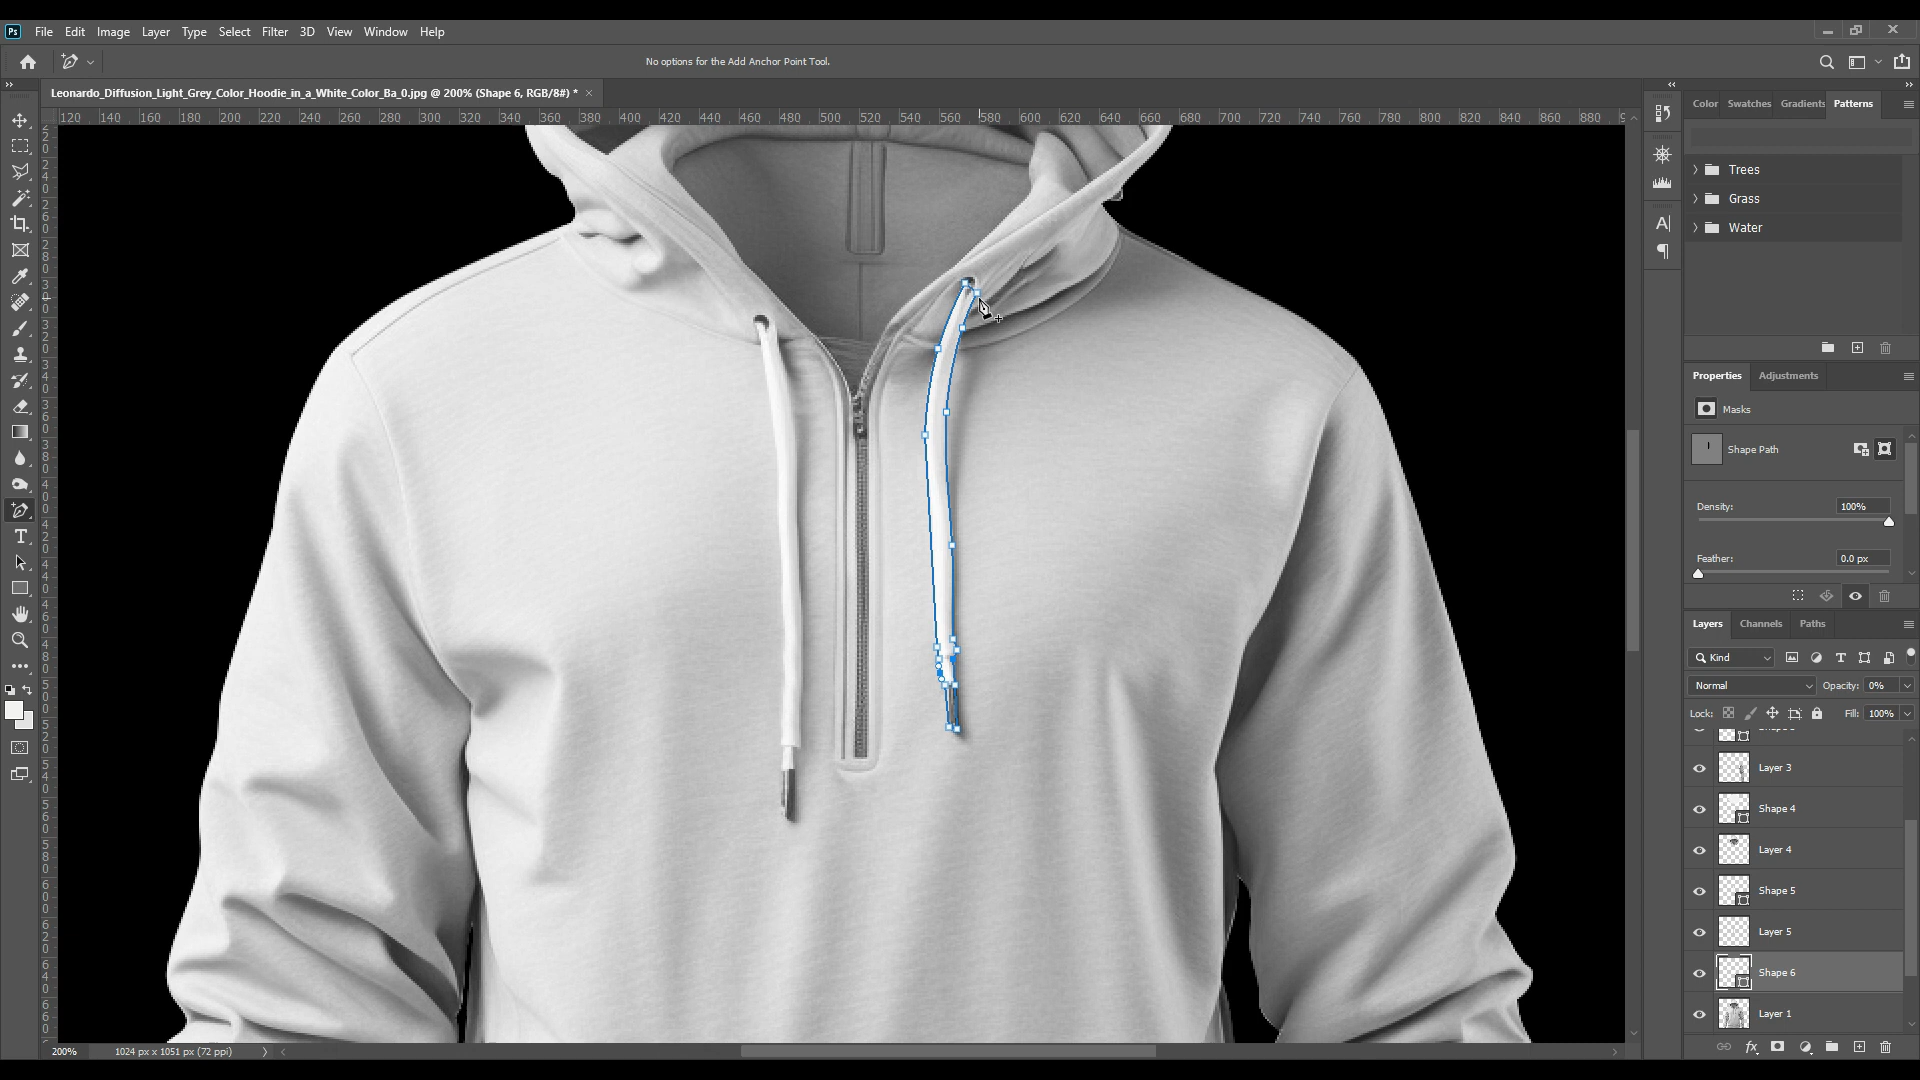 Ps File Edit Image Layer Type Select Filter 3D View Window Help
No options for the Add Anchor Point Tool.
Leonardo_Diffusion_Light_Grey_Color_Hoodie_in_a_White_Color_Ba_0.jpg @ 200% (Shape 6, RGB/8#) *
120 140 160 180 200 220 240 260 280 300 320 340 360 380 400 420 440 460 480 500 520 540 560 580 600 620 640 660 680 700 720 740 760 780 800 820 840 860 880
Color Swatches Gradients Patterns
Trees
Grass
Water
Properties Adjustments
Masks
Shape Path
Density: 100%
Feather: 0.0 px
Layers Channels Paths
Kind
Normal Opacity: 0%
Lock: Fill: 100%
Layer 3
Shape 4
Layer 4
Shape 5
Layer 5
Shape 6
Layer 1
200% 1024 px x 1051 px (72 ppi)